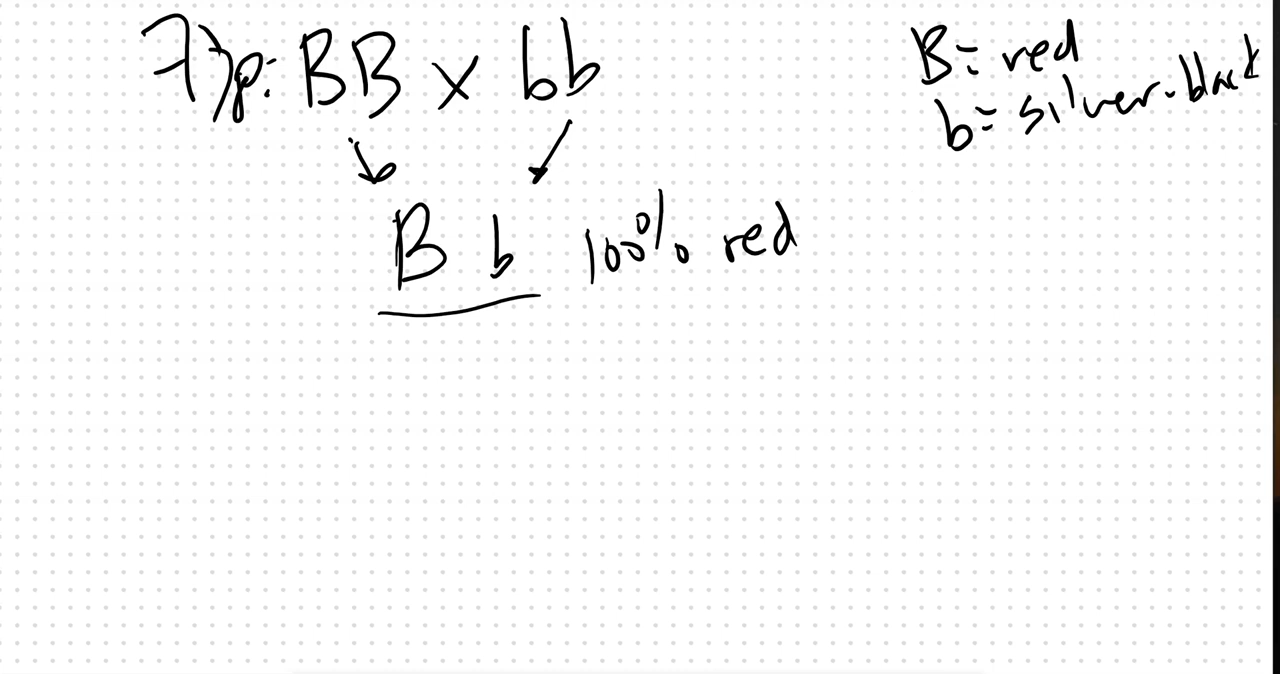 7) p: BB x bb
B = red
b = silver-black
B b 100% red